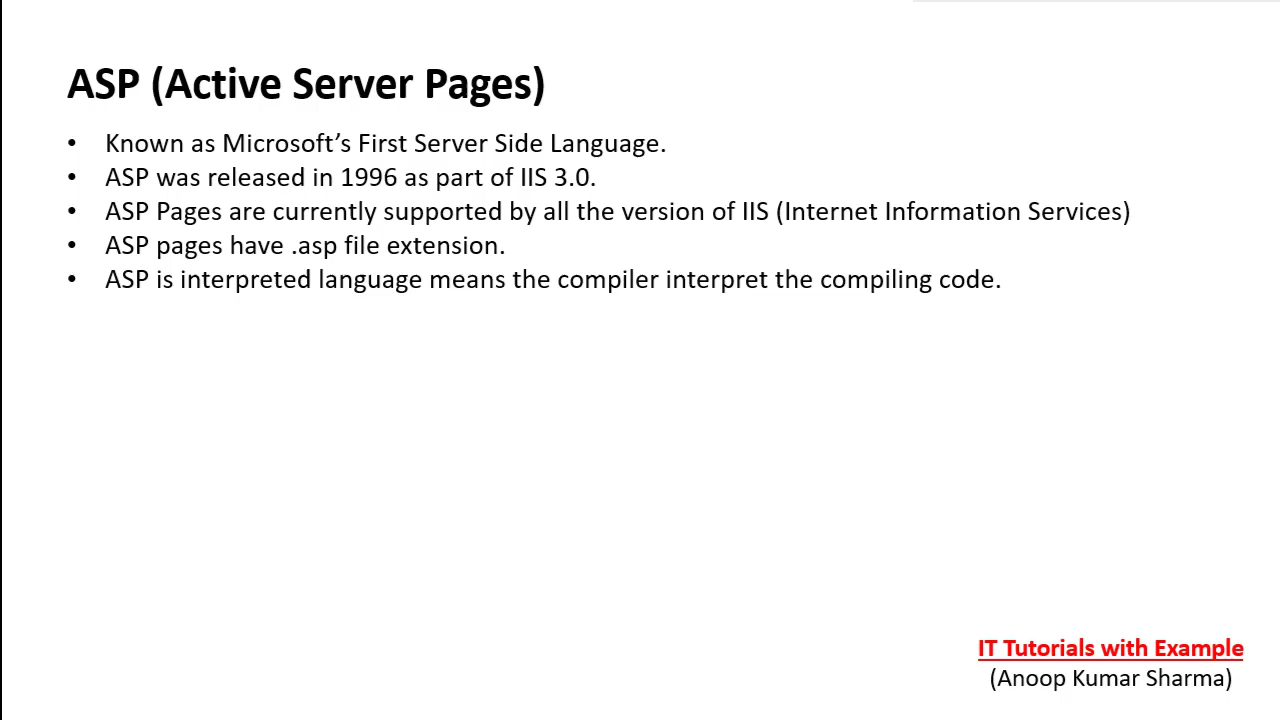 ASP (Active Server Pages)
• Known as Microsoft’s First Server Side Language.
• ASP was released in 1996 as part of IIS 3.0.
• ASP Pages are currently supported by all the version of IIS (Internet Information Services)
• ASP pages have .asp file extension.
• ASP is interpreted language means the compiler interpret the compiling code.
IT Tutorials with Example
(Anoop Kumar Sharma)